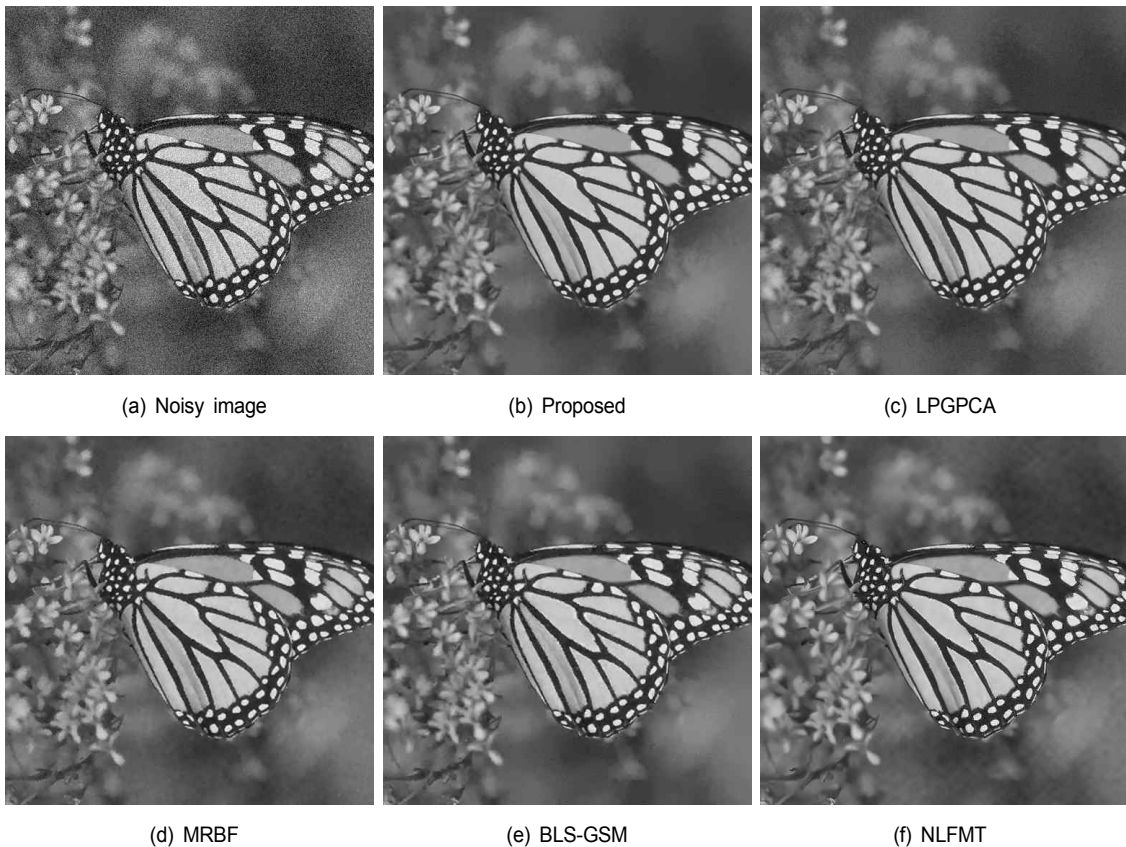 (a) Noisy image
(b) Proposed
(c) LPGPCA
(d) MRBF
(e) BLS-GSM
(f) NLFMT